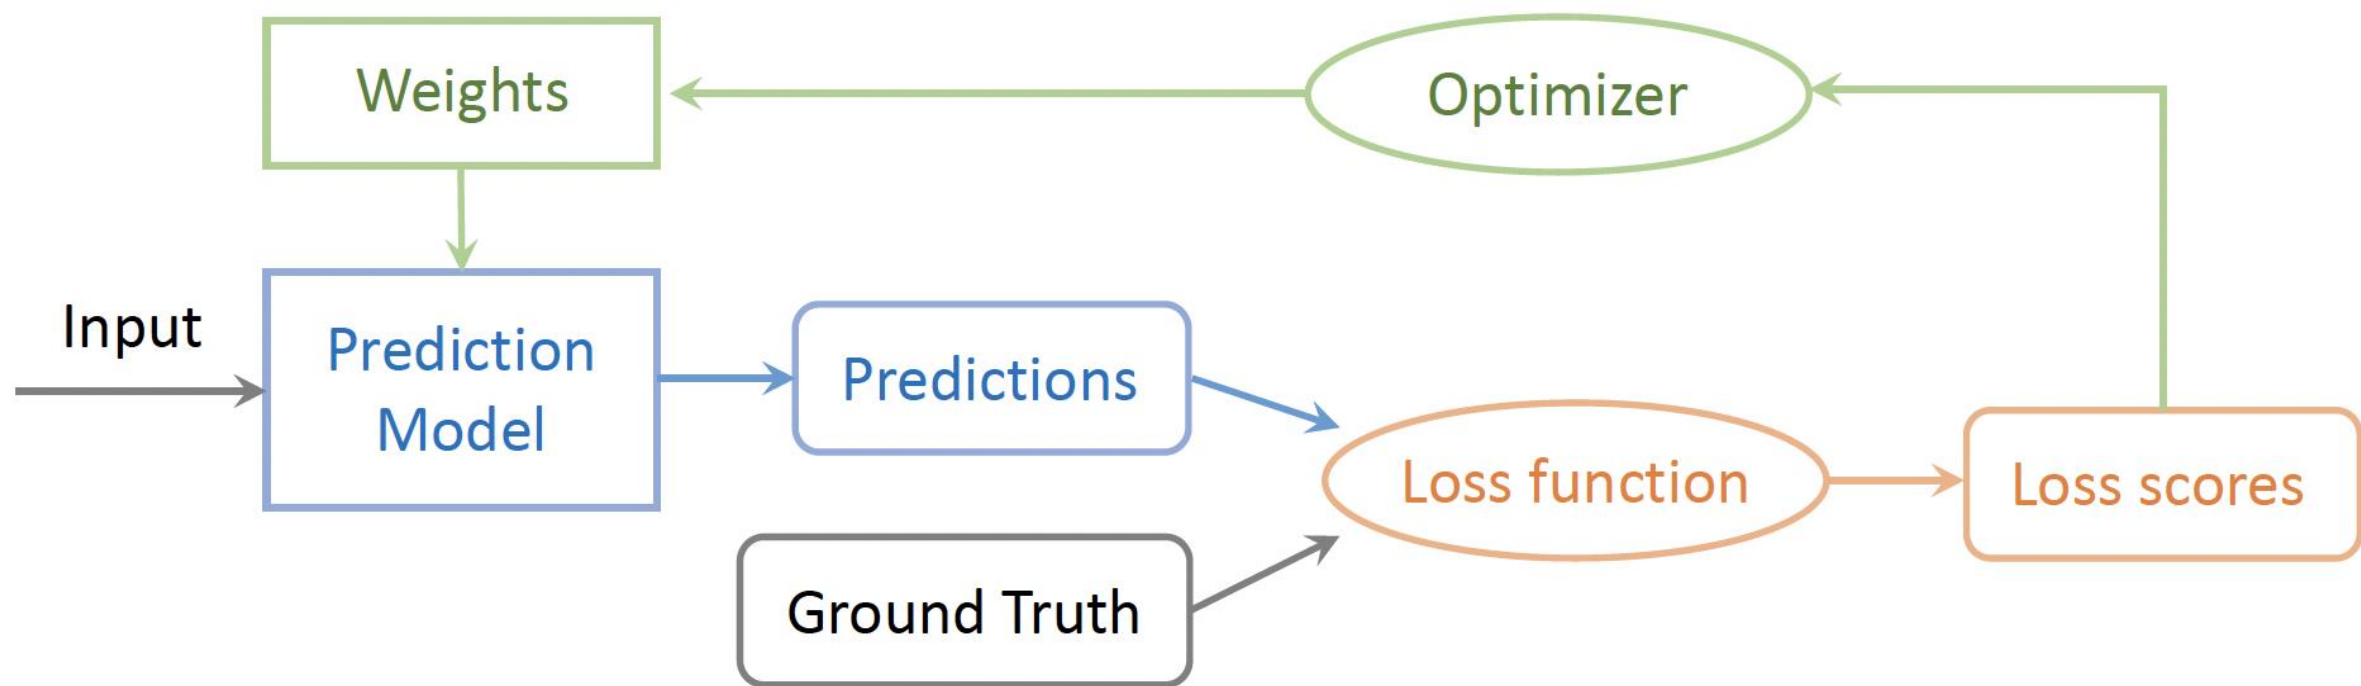 Weights
Optimizer
Input
Prediction
Model
Predictions
Loss function
Loss scores
Ground Truth